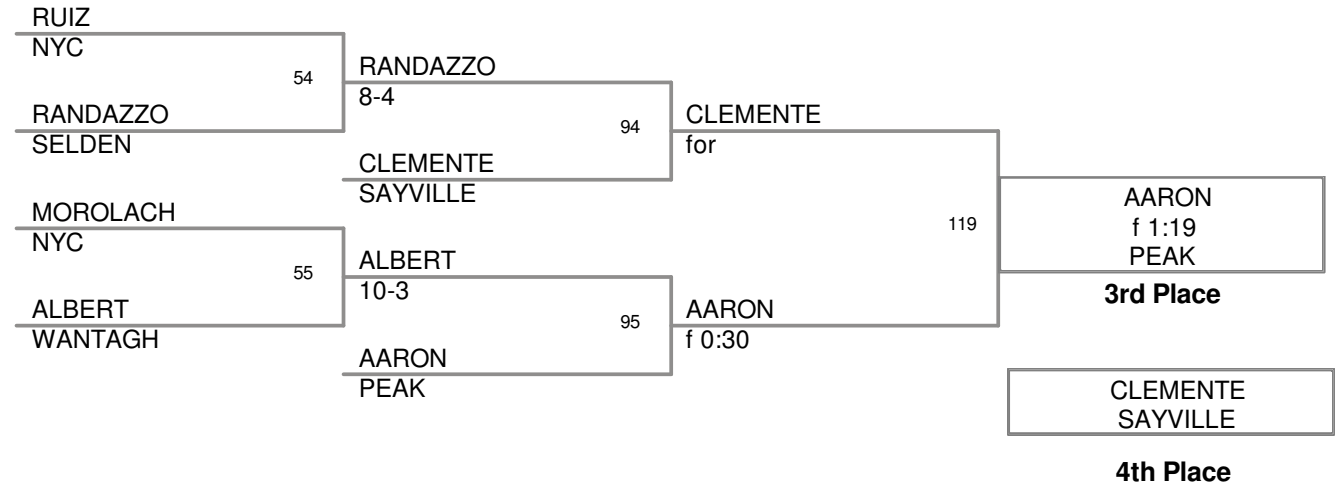 RUIZ
NYC
54
RANDAZZO
8-4
RANDAZZO
SELDEN
94
CLEMENTE
for
CLEMENTE
SAYVILLE
MOROLACH
NYC
119
AARON
f 1:19
PEAK
3rd Place
55
ALBERT
10-3
ALBERT
WANTAGH
95
AARON
f 0:30
AARON
PEAK
CLEMENTE
SAYVILLE
4th Place